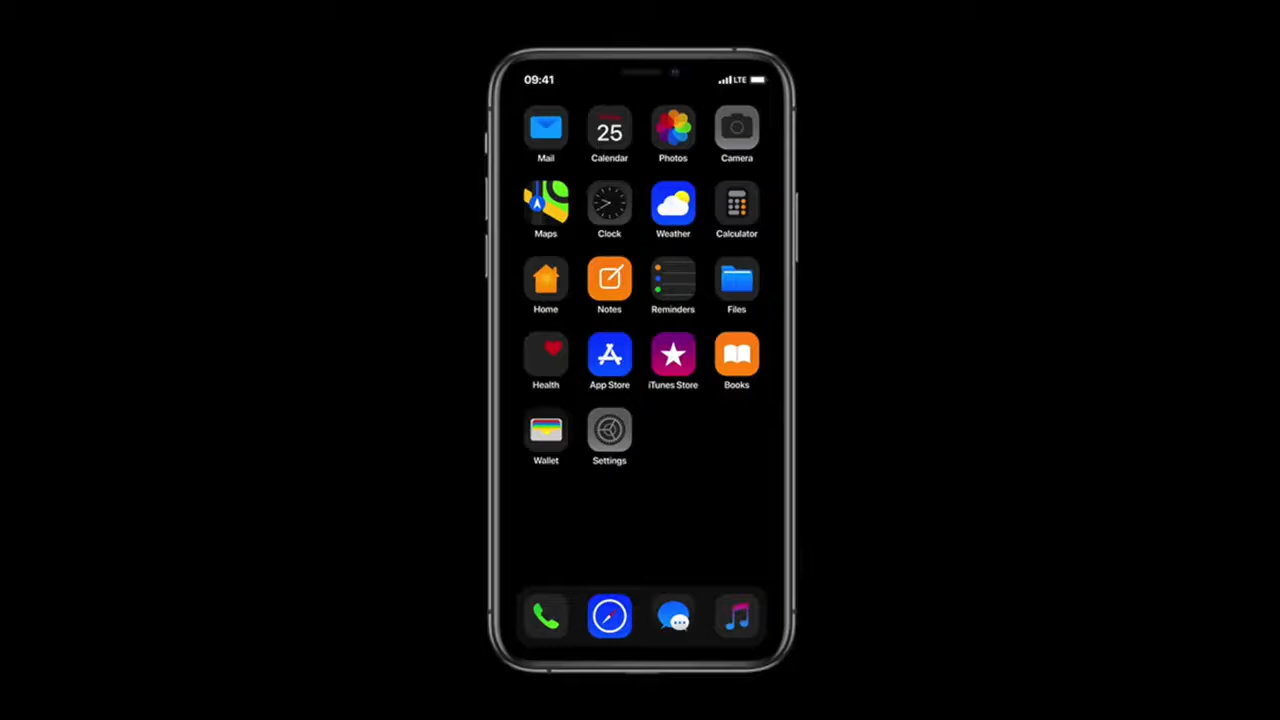 09:41 LTE
25
Mail Calendar Photos Camera
Maps Clock Weather Calculator
Home Notes Reminders Files
Health App Store iTunes Store Books
Wallet Settings